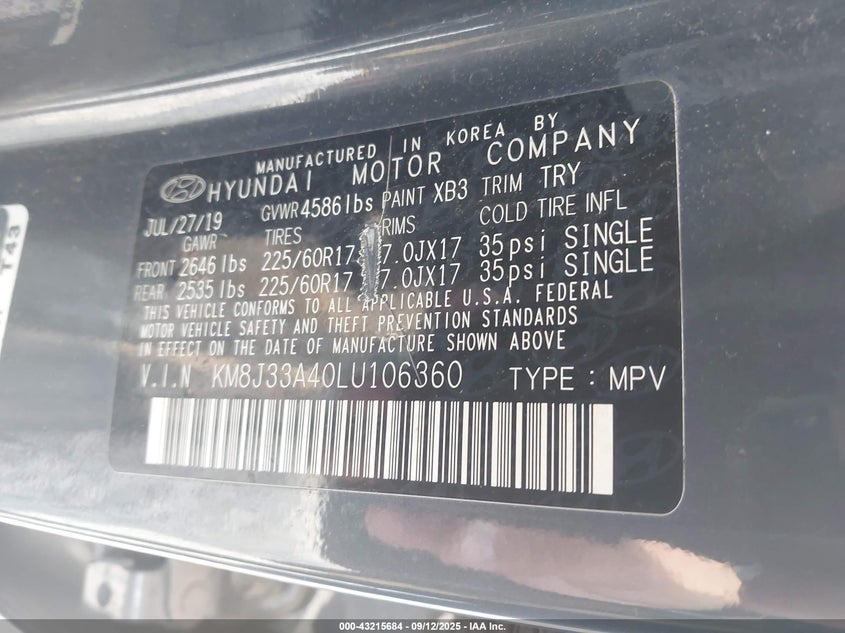 MANUFACTURED IN KOREA BY
HYUNDAI MOTOR COMPANY
JUL/27/19 GVWR 4586 lbs PAINT XB3 TRIM TRY
GAWR TIRES RIMS COLD TIRE INFL
FRONT 2646 lbs 225/60R17 7.0JX17 35psi SINGLE
REAR 2535 lbs 225/60R17 7.0JX17 35psi SINGLE
THIS VEHICLE CONFORMS TO ALL APPLICABLE U.S.A. FEDERAL
MOTOR VEHICLE SAFETY AND THEFT PREVENTION STANDARDS
IN EFFECT ON THE DATE OF MANUFACTURE SHOWN ABOVE
V.I.N KM8J33A40LU106360 TYPE : MPV
T43
000-43215684 - 09/12/2025 - IAA Inc.